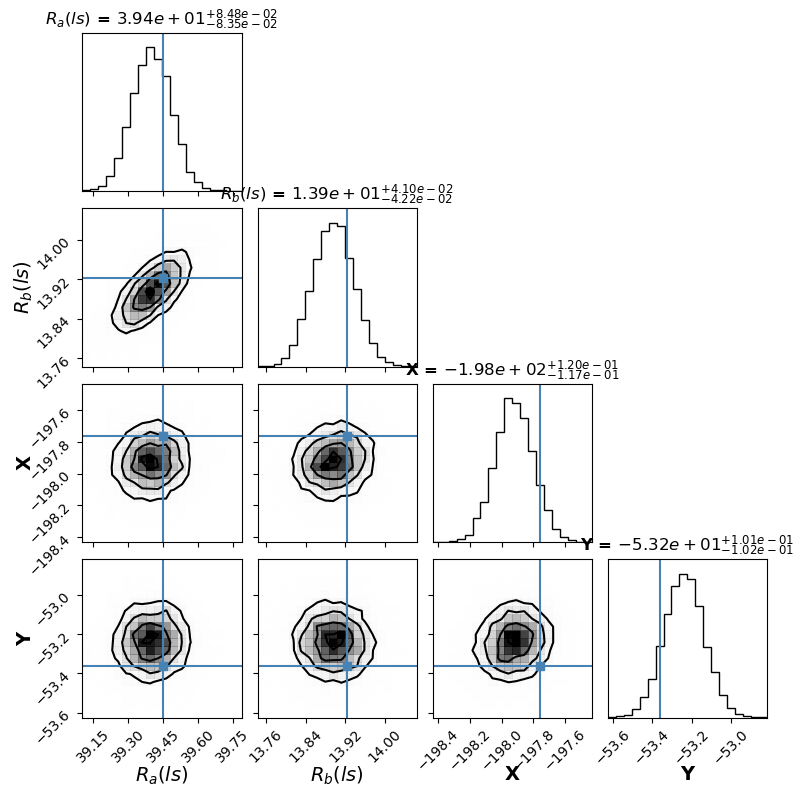 R_a(ls) = 3.94e + 01^{+8.48e−02}_{−8.35e−02}
R_b(ls) = 1.39e + 01^{+4.10e−02}_{−4.22e−02}
R_b(ls)
14.00
13.92
13.84
13.76
X = −1.98e + 02^{+1.20e−01}_{−1.17e−01}
X
−197.6
−197.8
−198.0
−198.2
−198.4
Y = −5.32e + 01^{+1.01e−01}_{−1.02e−01}
Y
−53.0
−53.2
−53.4
−53.6
39.15 39.30 39.45 39.60 39.75 13.76 13.84 13.92 14.00 −198.4 −198.2 −198.0 −197.8 −197.6 −53.6 −53.4 −53.2 −53.0
R_a(ls) R_b(ls) X Y